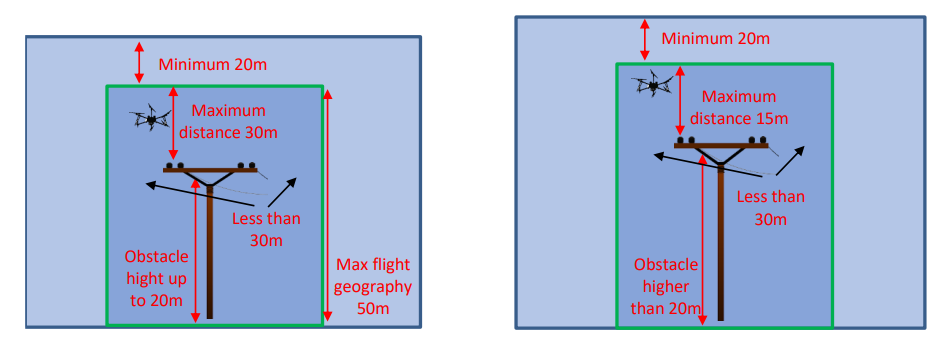 Minimum 20m
Maximum
distance 30m
Less than
30m
Obstacle
hight up
to 20m
Max flight
geography
50m
Minimum 20m
Maximum
distance 15m
Less than
30m
Obstacle
higher
than 20m